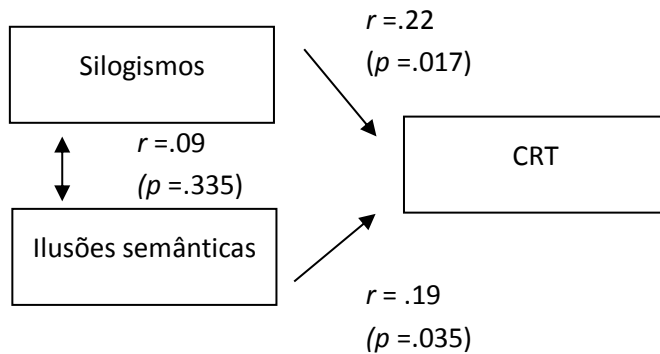 r =.22
(p =.017)
Silogismos
CRT
r =.09
(p =.335)
Ilusões semânticas
r = .19
(p =.035)